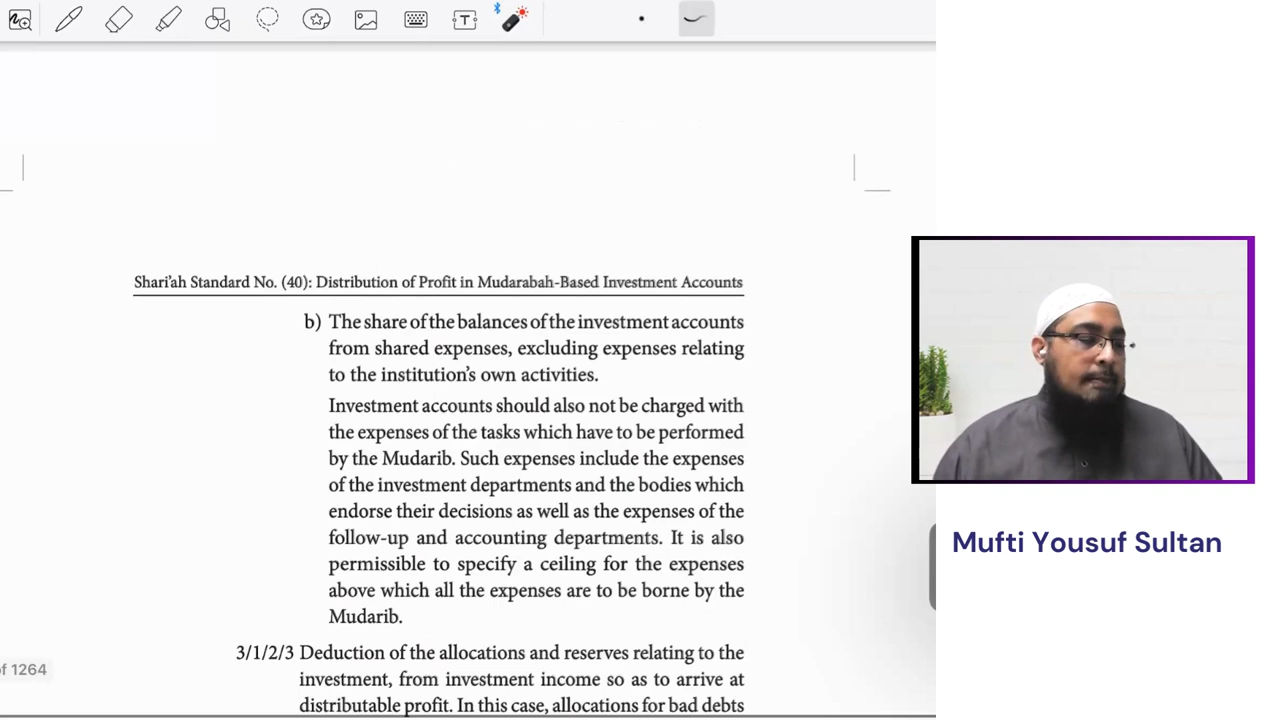 T
Shari'ah Standard No. (40): Distribution of Profit in Mudarabah-Based Investment Accounts
b) The share of the balances of the investment accounts
from shared expenses, excluding expenses relating
to the institution's own activities.
Investment accounts should also not be charged with
the expenses of the tasks which have to be performed
by the Mudarib. Such expenses include the expenses
of the investment departments and the bodies which
endorse their decisions as well as the expenses of the
follow-up and accounting departments. It is also
permissible to specify a ceiling for the expenses
above which all the expenses are to be borne by the
Mudarib.
3/1/2/3 Deduction of the allocations and reserves relating to the
investment, from investment income so as to arrive at
distributable profit. In this case, allocations for bad debts
of 1264
Mufti Yousuf Sultan